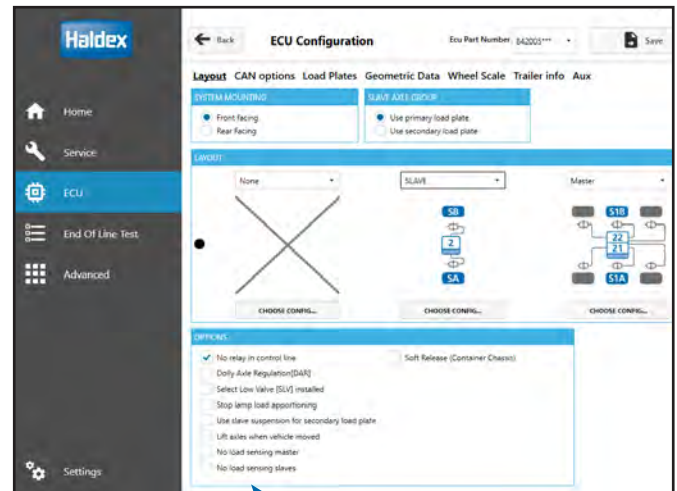 Haldex
Back ECU Configuration Ecu Part Number 842005*** Save
Layout CAN options Load Plates Geometric Data Wheel Scale Trailer info Aux
SYSTEM MOUNTING SLAVE AXLE GROUP
Home
Front facing Use primary load plate
Rear Facing Use secondary load plate
Service
LAYOUT
ECU
None SLAVE Master
SB S1B
End Of Line Test
2 22
21
Advanced
SA S1A
CHOOSE CONFIG... CHOOSE CONFIG... CHOOSE CONFIG...
OPTIONS
No relay in control line Soft Release (Container Chassis)
Dolly Axle Regulation[DAR]
Select Low Valve [SLV] installed
Stop lamp load apportioning
Use slave suspension for secondary load plate
Lift axles when vehicle moved
No load sensing master
No load sensing slaves
Settings